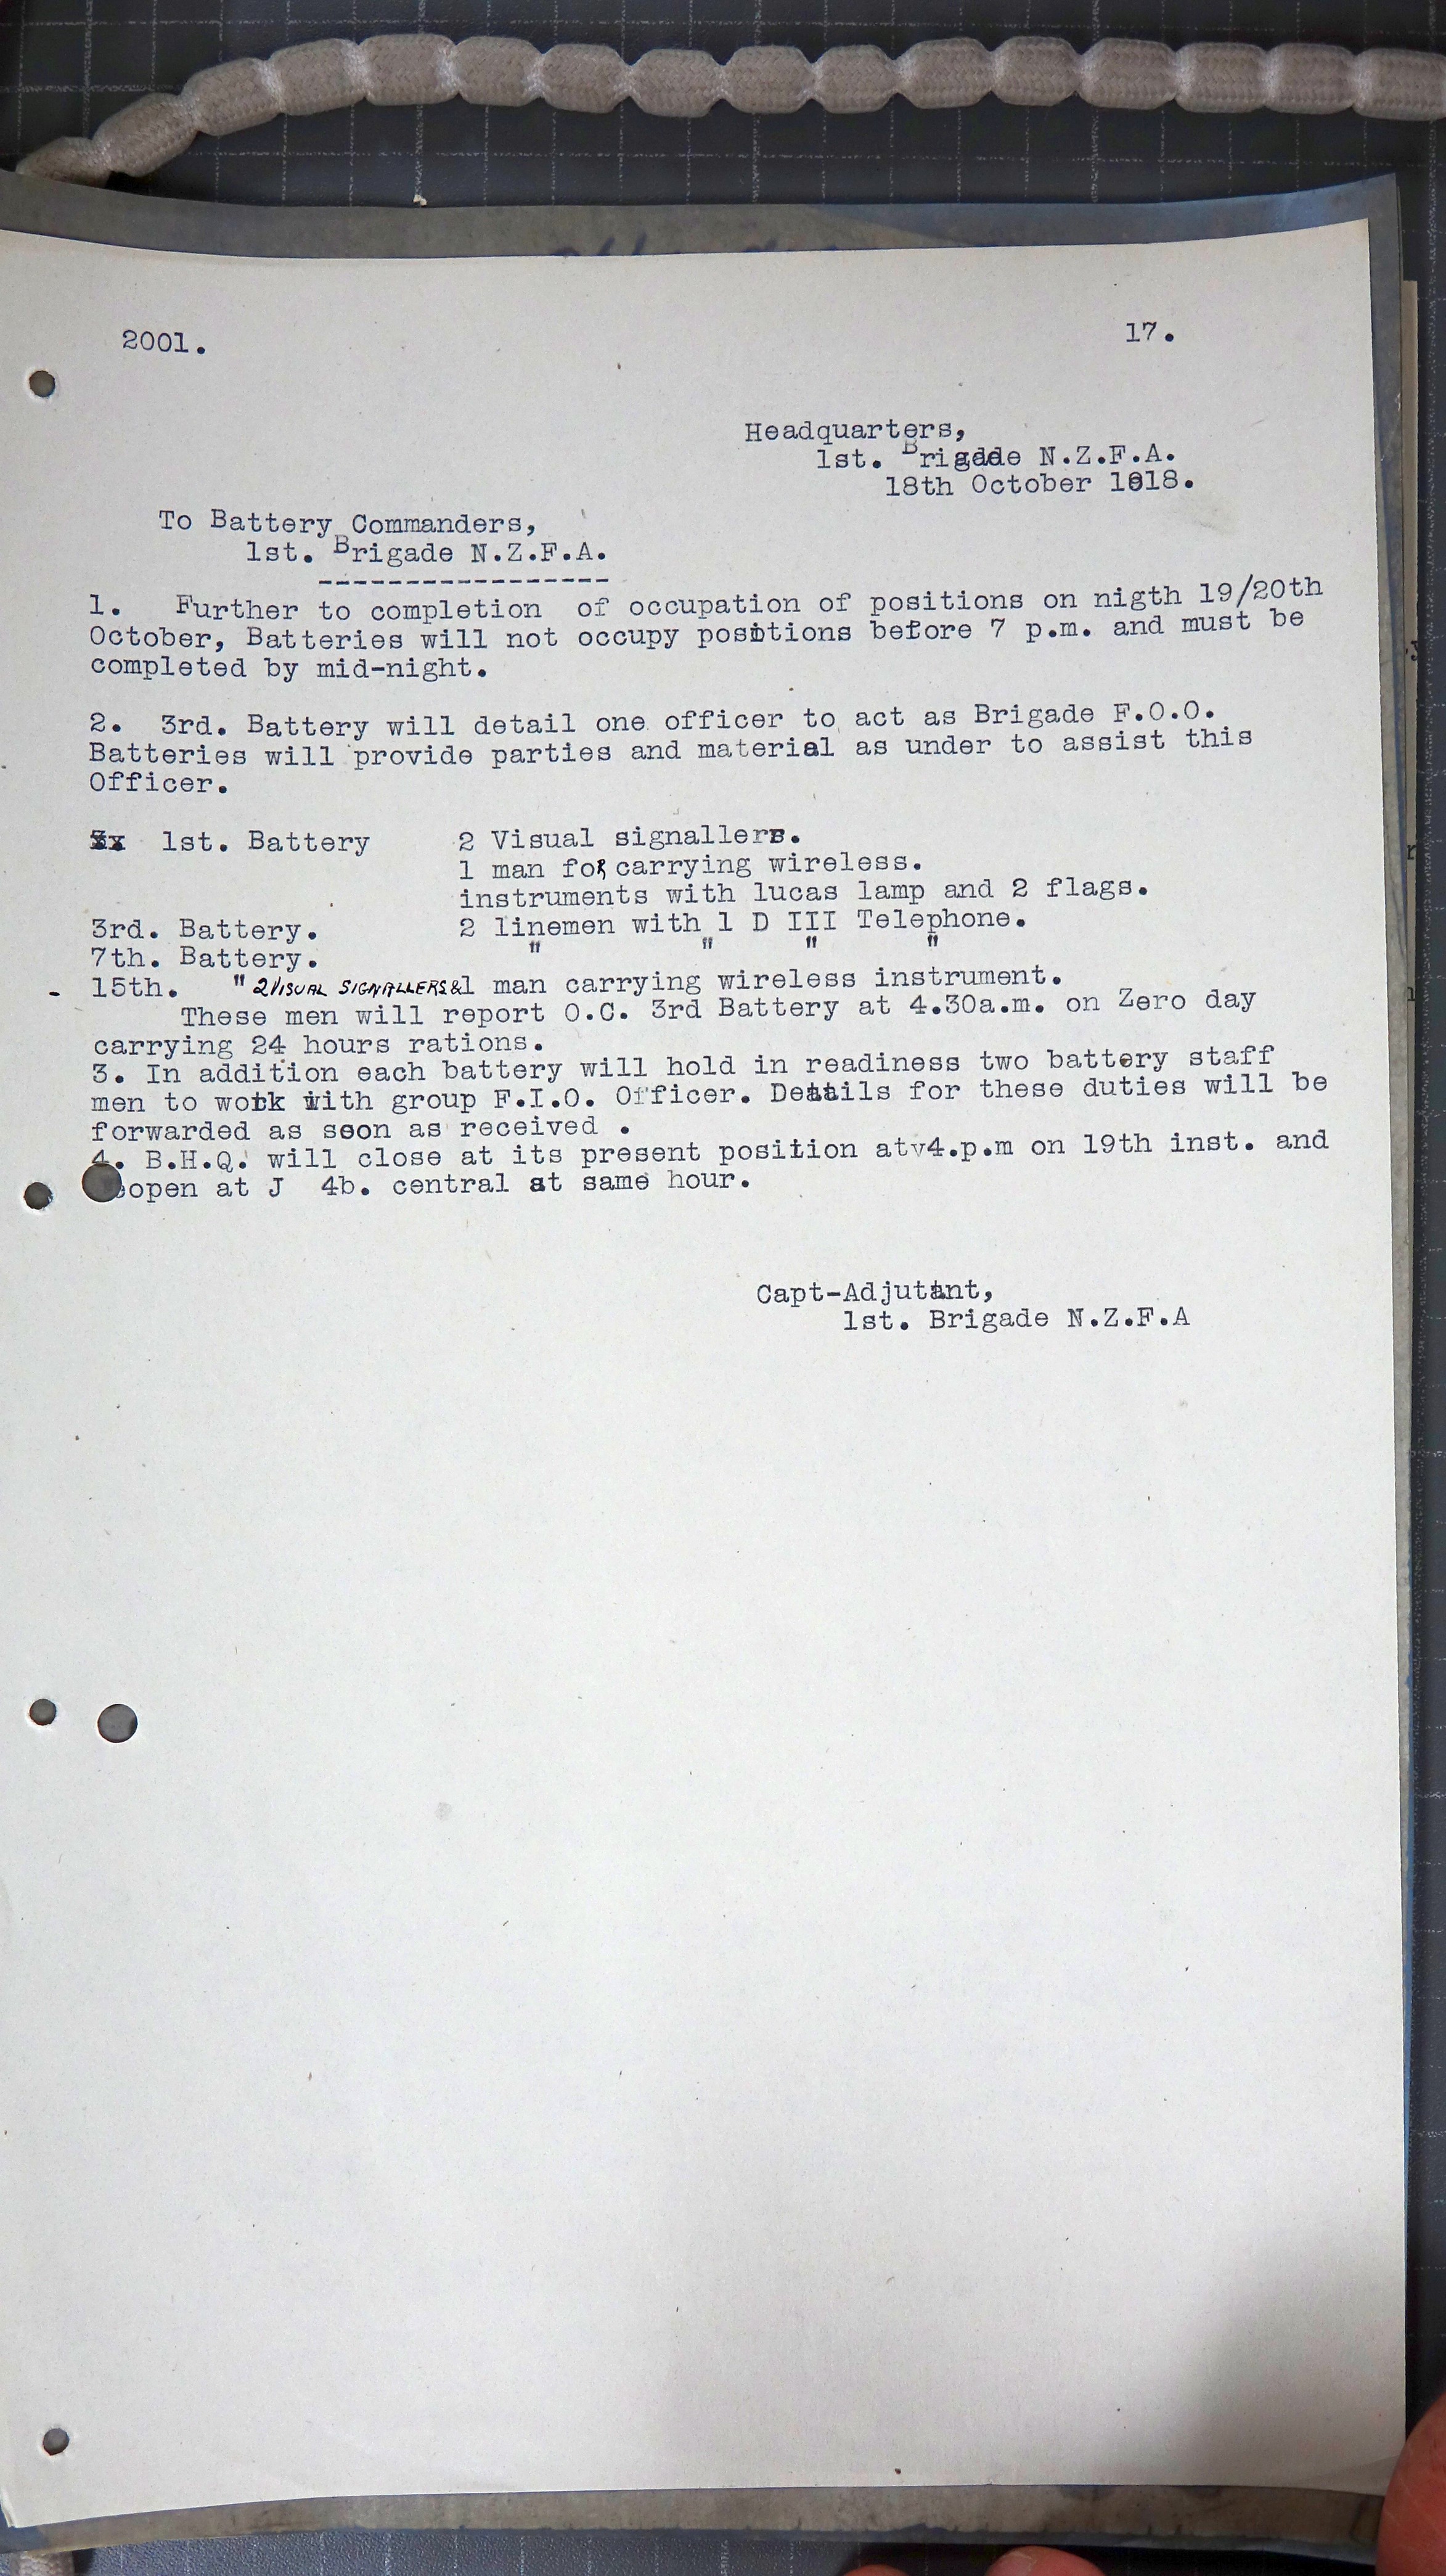 2001.
17.
Headquarters,
1st. Brigade N.Z.F.A.
18th October 1918.
To Battery Commanders,
1st. Brigade N.Z.F.A.
-----------------
1. Further to completion of occupation of positions on nigth 19/20th
October, Batteries will not occupy positions before 7 p.m. and must be
completed by mid-night.
2. 3rd. Battery will detail one officer to act as Brigade F.O.O.
Batteries will provide parties and material as under to assist this
Officer.
1st. Battery 2 Visual signallers.
1 man for carrying wireless.
instruments with lucas lamp and 2 flags.
3rd. Battery. 2 linemen with 1 D III Telephone.
7th. Battery. " " " "
15th. " 2 VISUAL SIGNALLERS & 1 man carrying wireless instrument.
These men will report O.C. 3rd Battery at 4.30a.m. on Zero day
carrying 24 hours rations.
3. In addition each battery will hold in readiness two battery staff
men to work with group F.I.O. Officer. Details for these duties will be
forwarded as soon as received .
4. B.H.Q. will close at its present position at 4.p.m on 19th inst. and
open at J 4b. central at same hour.
Capt-Adjutant,
1st. Brigade N.Z.F.A